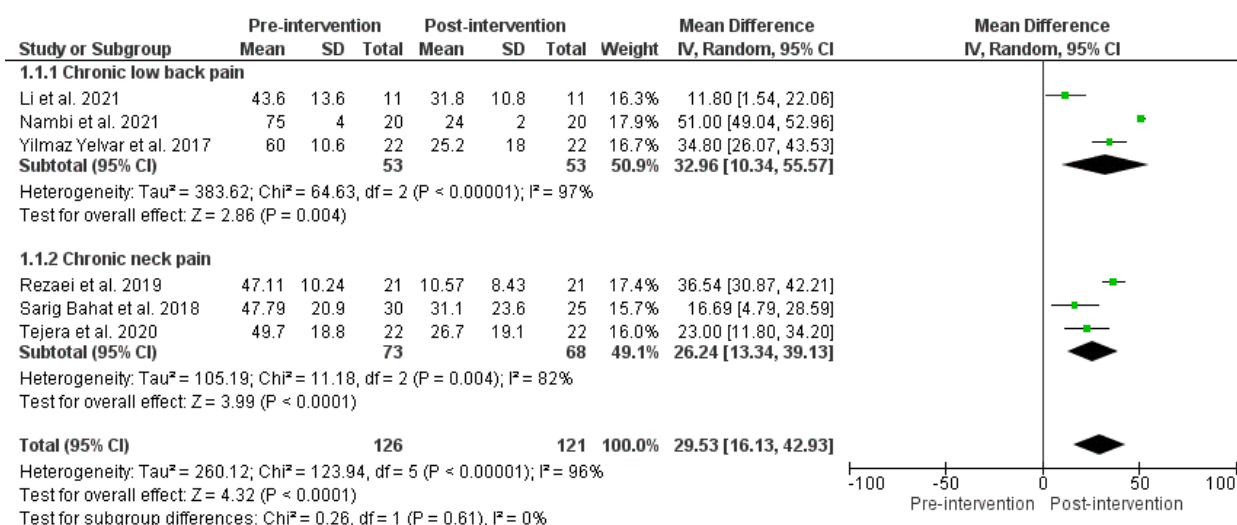 Pre-intervention Post-intervention Mean Difference Mean Difference
Study or Subgroup Mean SD Total Mean SD Total Weight IV, Random, 95% CI IV, Random, 95% CI
1.1.1 Chronic low back pain
Li et al. 2021 43.6 13.6 11 31.8 10.8 11 16.3% 11.80 [1.54, 22.06]
Nambi et al. 2021 75 4 20 24 2 20 17.9% 51.00 [49.04, 52.96]
Yilmaz Yelvar et al. 2017 60 10.6 22 25.2 18 22 16.7% 34.80 [26.07, 43.53]
Subtotal (95% CI) 53 53 50.9% 32.96 [10.34, 55.57]
Heterogeneity: Tau² = 383.62; Chi² = 64.63, df = 2 (P < 0.00001); I² = 97%
Test for overall effect: Z = 2.86 (P = 0.004)
1.1.2 Chronic neck pain
Rezaei et al. 2019 47.11 10.24 21 10.57 8.43 21 17.4% 36.54 [30.87, 42.21]
Sarig Bahat et al. 2018 47.79 20.9 30 31.1 23.6 25 15.7% 16.69 [4.79, 28.59]
Tejera et al. 2020 49.7 18.8 22 26.7 19.1 22 16.0% 23.00 [11.80, 34.20]
Subtotal (95% CI) 73 68 49.1% 26.24 [13.34, 39.13]
Heterogeneity: Tau² = 105.19; Chi² = 11.18, df = 2 (P = 0.004); I² = 82%
Test for overall effect: Z = 3.99 (P < 0.0001)
Total (95% CI) 126 121 100.0% 29.53 [16.13, 42.93]
Heterogeneity: Tau² = 260.12; Chi² = 123.94, df = 5 (P < 0.00001); I² = 96%
Test for overall effect: Z = 4.32 (P < 0.0001)
Test for subgroup differences: Chi² = 0.26, df = 1 (P = 0.61), I² = 0%
-100 -50 0 50 100
Pre-intervention Post-intervention